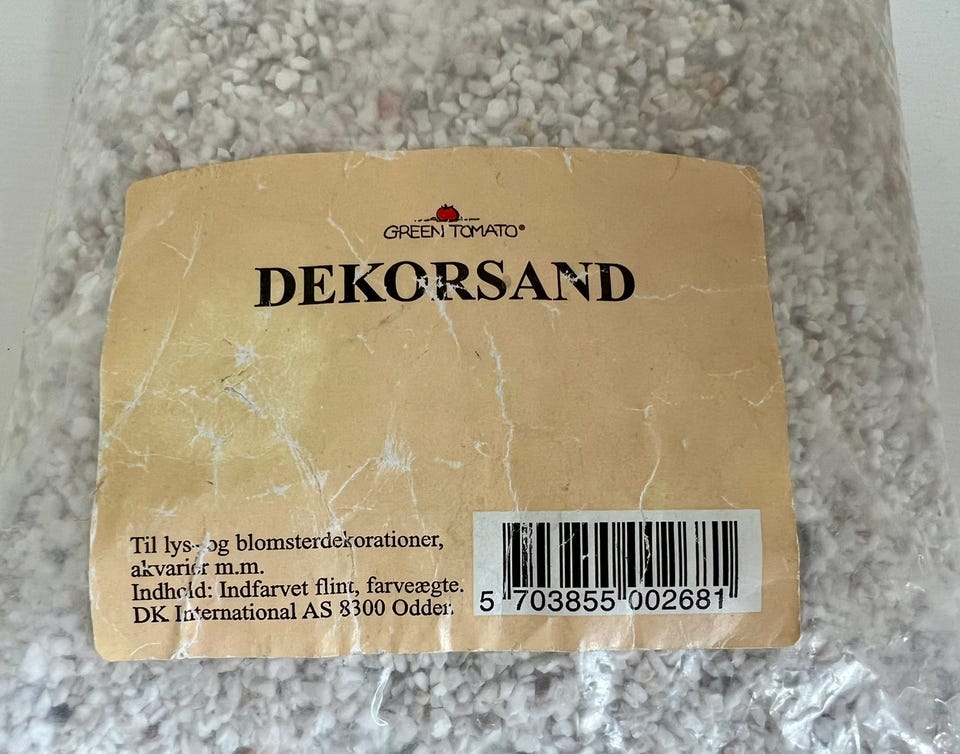 GREEN TOMATO®
DEKORSAND
Til lys- og blomsterdekorationer,
akvarier m.m.
Indhold: Indfarvet flint, farveægte.
DK International AS 8300 Odder.
5 703855 002681